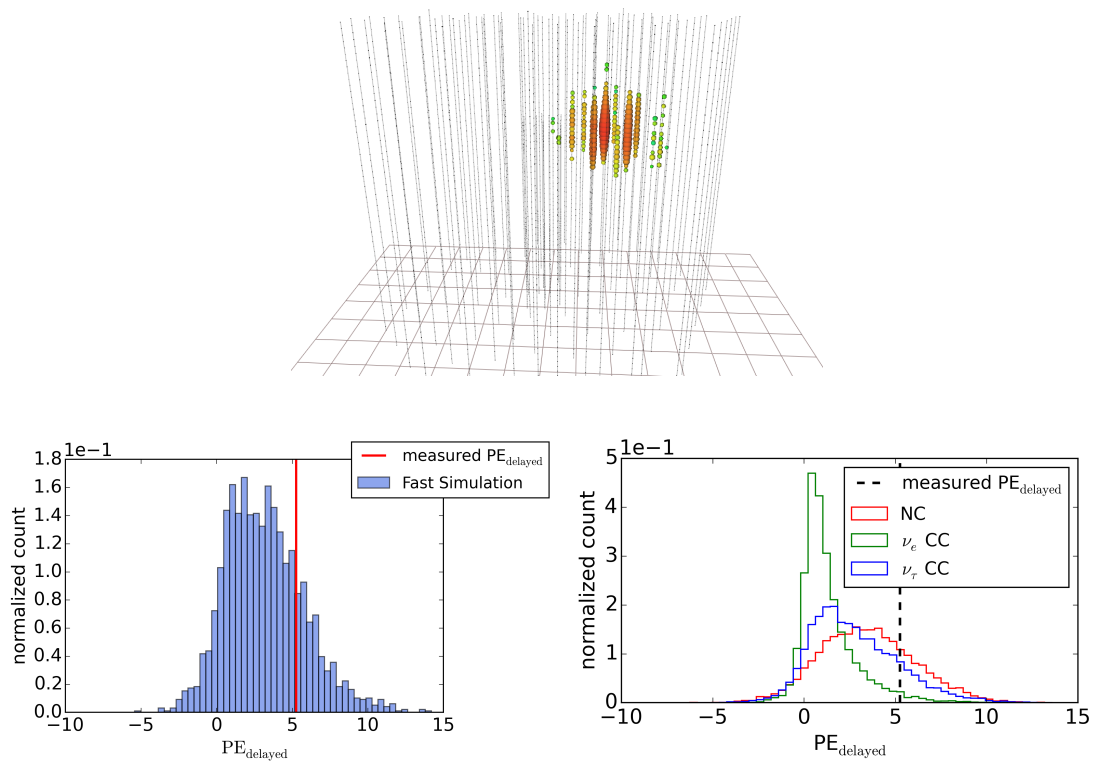 1e−1
1.8
1.6
1.4
1.2
1.0
0.8
0.6
0.4
0.2
0.0
normalized count
−10 −5 0 5 10 15
PE_delayed
measured PE_delayed
Fast Simulation
1e−1
5
4
3
2
1
0
normalized count
−10 −5 0 5 10 15
PE_delayed
measured PE_delayed
NC
ν_e CC
ν_τ CC